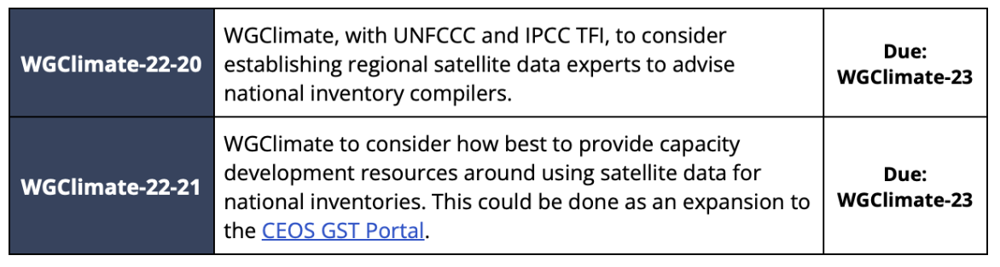 WGClimate-22-20
WGClimate, with UNFCCC and IPCC TFI, to consider
establishing regional satellite data experts to advise
national inventory compilers.
Due:
WGClimate-23
WGClimate-22-21
WGClimate to consider how best to provide capacity
development resources around using satellite data for
national inventories. This could be done as an expansion to
the CEOS GST Portal.
Due:
WGClimate-23